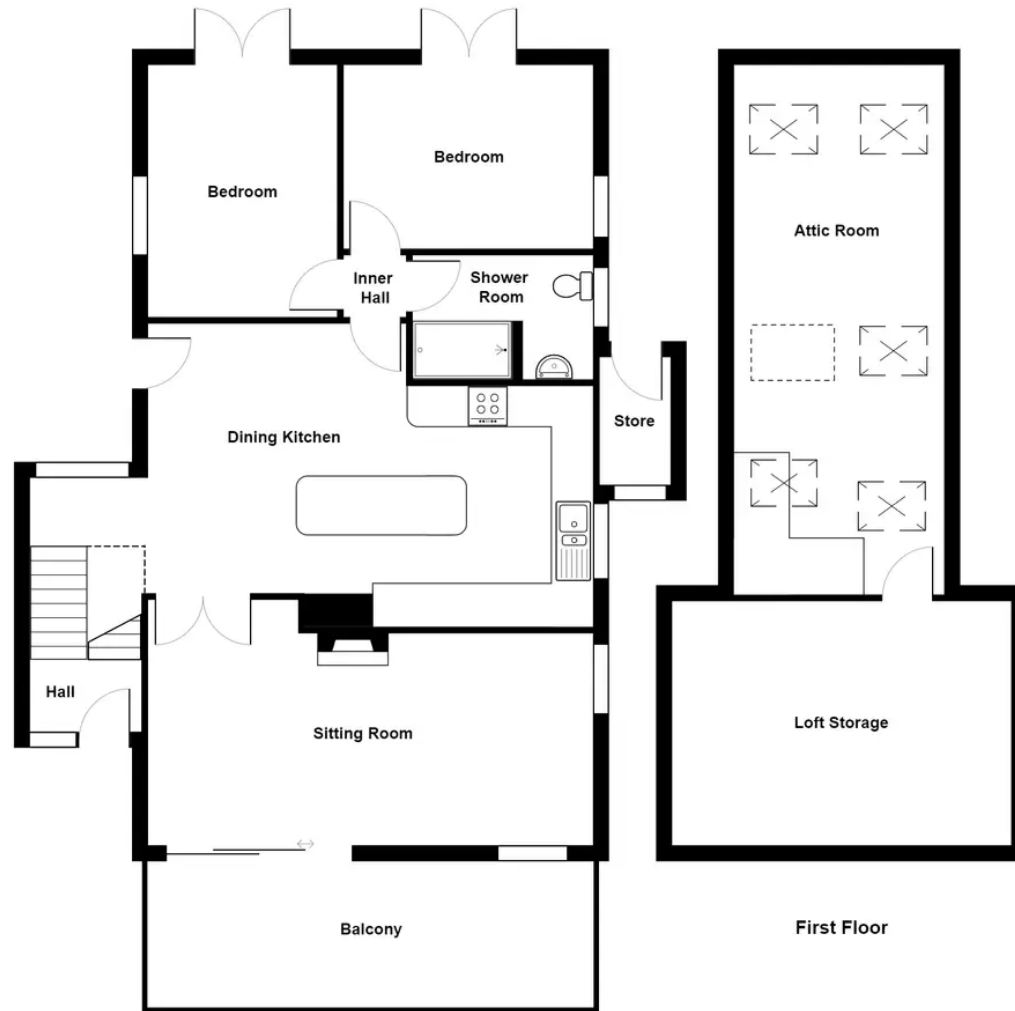 Bedroom
Bedroom
Inner
Hall
Shower
Room
Dining Kitchen
Store
Hall
Sitting Room
Balcony
Attic Room
Loft Storage
First Floor